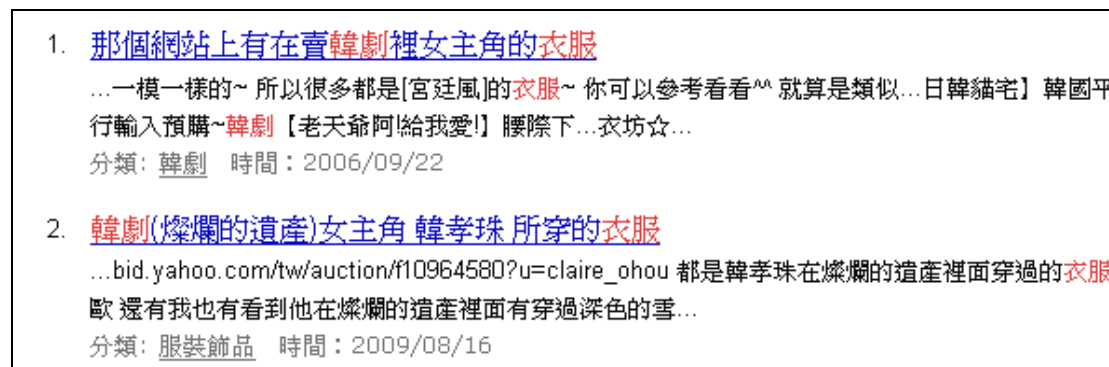 1. 那個網站上有在賣韓劇裡女主角的衣服
...一模一樣的~ 所以很多都是[宮廷風]的衣服~ 你可以參考看看^^ 就算是類似...日韓貓宅】韓國平
行輸入預購~韓劇【老天爺阿!給我愛!】腰際下...衣坊☆...
分類: 韓劇 時間：2006/09/22
2. 韓劇(燦爛的遺產)女主角 韓孝珠 所穿的衣服
...bid.yahoo.com/tw/auction/f10964580?u=claire_ohou 都是韓孝珠在燦爛的遺產裡面穿過的衣服
歐 還有我也有看到他在燦爛的遺產裡面有穿過深色的雪...
分類: 服裝飾品 時間：2009/08/16